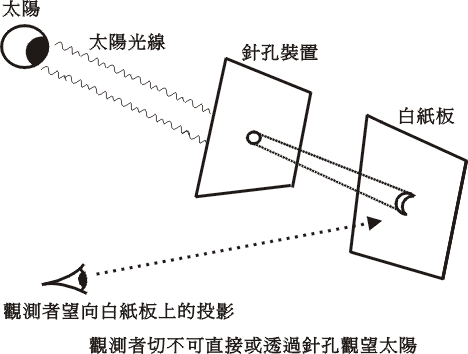 太陽
太陽光線
針孔裝置
白紙板
觀測者望向白紙板上的投影
觀測者切不可直接或透過針孔觀望太陽